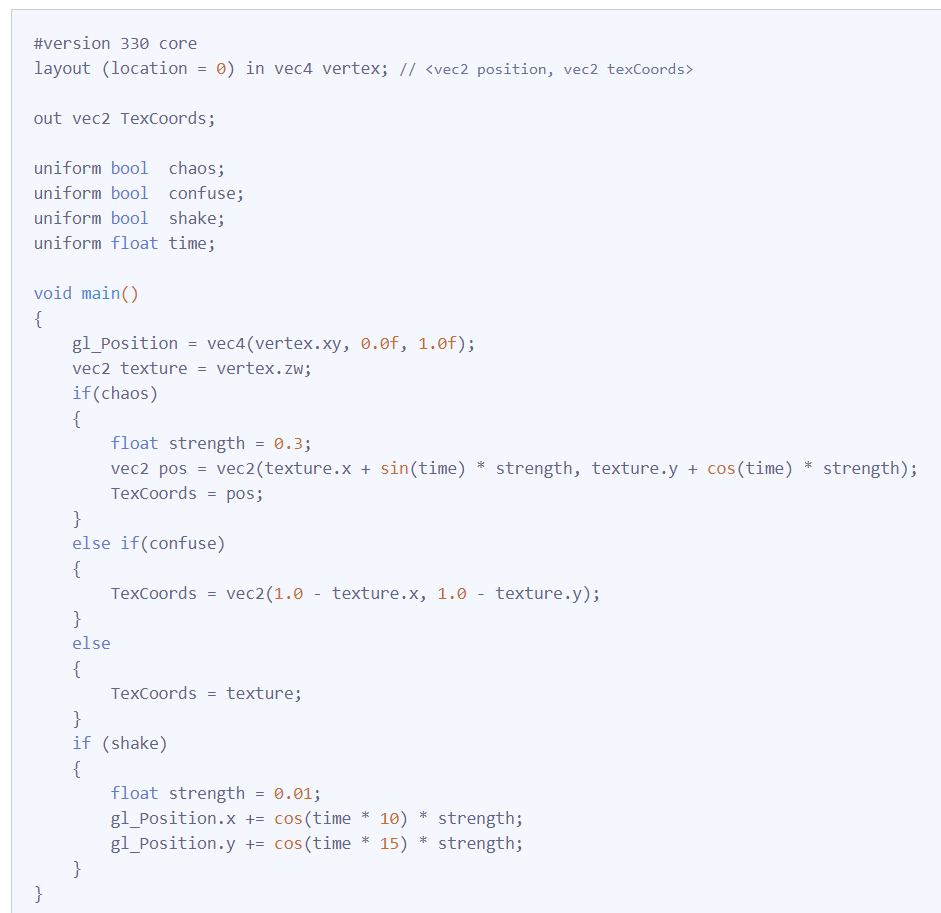 #version 330 core
layout (location = 0) in vec4 vertex; // <vec2 position, vec2 texCoords>

out vec2 TexCoords;

uniform bool  chaos;
uniform bool  confuse;
uniform bool  shake;
uniform float time;

void main()
{
    gl_Position = vec4(vertex.xy, 0.0f, 1.0f);
    vec2 texture = vertex.zw;
    if(chaos)
    {
        float strength = 0.3;
        vec2 pos = vec2(texture.x + sin(time) * strength, texture.y + cos(time) * strength);
        TexCoords = pos;
    }
    else if(confuse)
    {
        TexCoords = vec2(1.0 - texture.x, 1.0 - texture.y);
    }
    else
    {
        TexCoords = texture;
    }
    if (shake)
    {
        float strength = 0.01;
        gl_Position.x += cos(time * 10) * strength;
        gl_Position.y += cos(time * 15) * strength;
    }
}